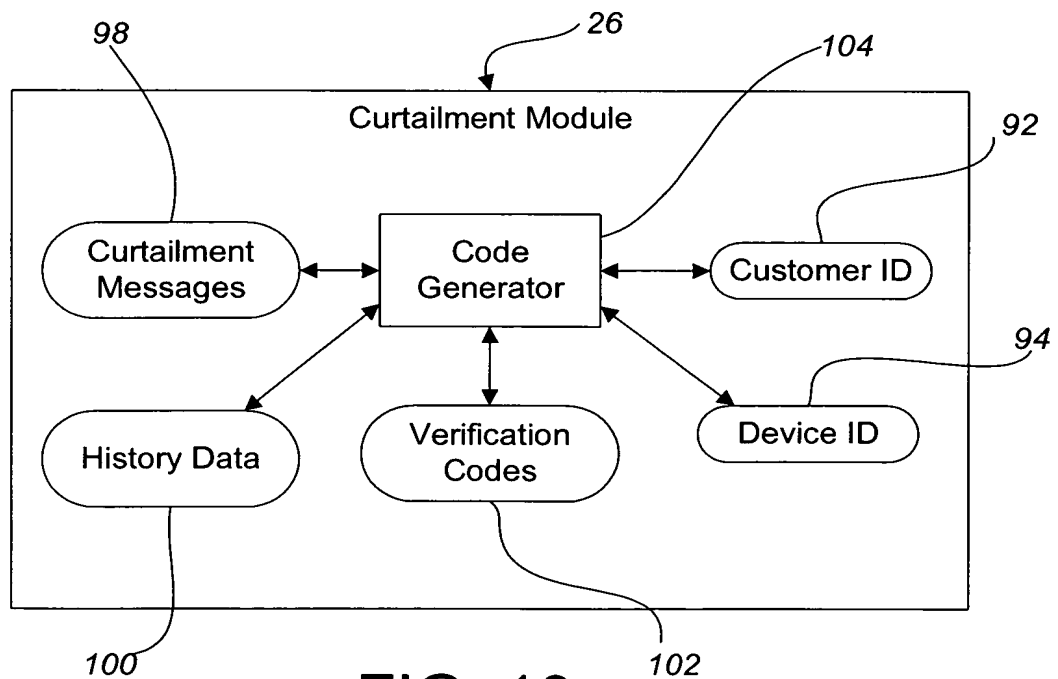 98
26
104
Curtailment Module
92
Curtailment
Messages
Code
Generator
Customer ID
94
History Data
Verification
Codes
Device ID
100
102